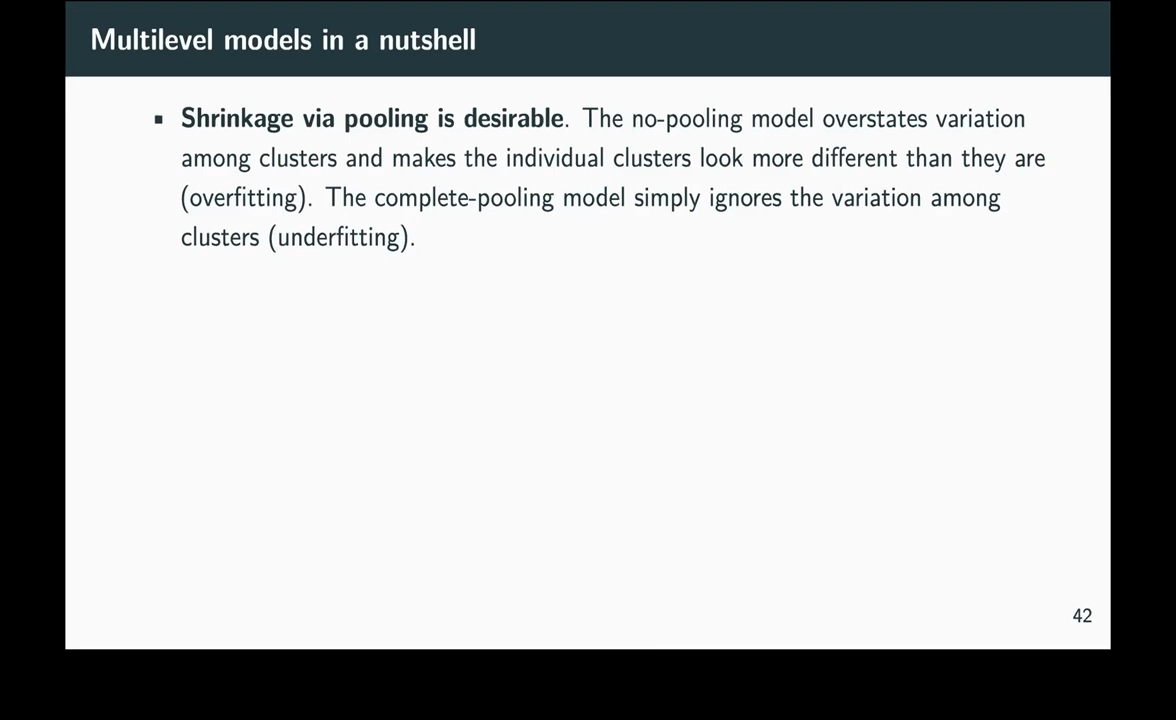 Multilevel models in a nutshell
▪ Shrinkage via pooling is desirable. The no-pooling model overstates variation
among clusters and makes the individual clusters look more different than they are
(overfitting). The complete-pooling model simply ignores the variation among
clusters (underfitting).
42